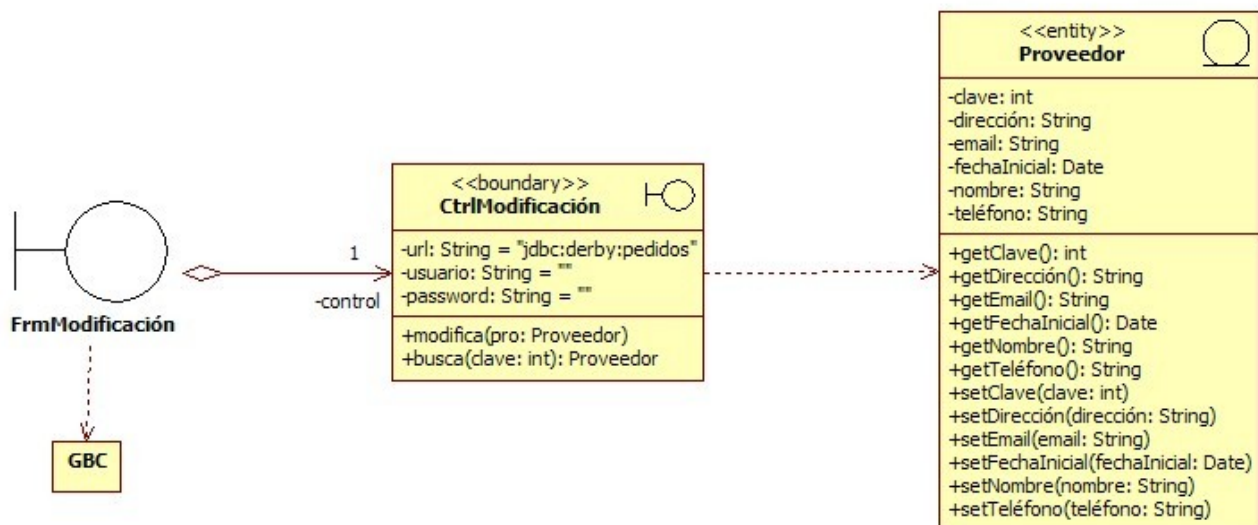 FrmModificación
GBC
1
-control
<<boundary>>
CtrlModificación
-url: String = "jdbc:derby:pedidos"
-usuario: String = ""
-password: String = ""
+modifica(pro: Proveedor)
+busca(clave: int): Proveedor
<<entity>>
Proveedor
-clave: int
-dirección: String
-email: String
-fechaInicial: Date
-nombre: String
-teléfono: String
+getClave(): int
+getDirección(): String
+getEmail(): String
+getFechaInicial(): Date
+getNombre(): String
+getTeléfono(): String
+setClave(clave: int)
+setDirección(dirección: String)
+setEmail(email: String)
+setFechaInicial(fechaInicial: Date)
+setNombre(nombre: String)
+setTeléfono(teléfono: String)